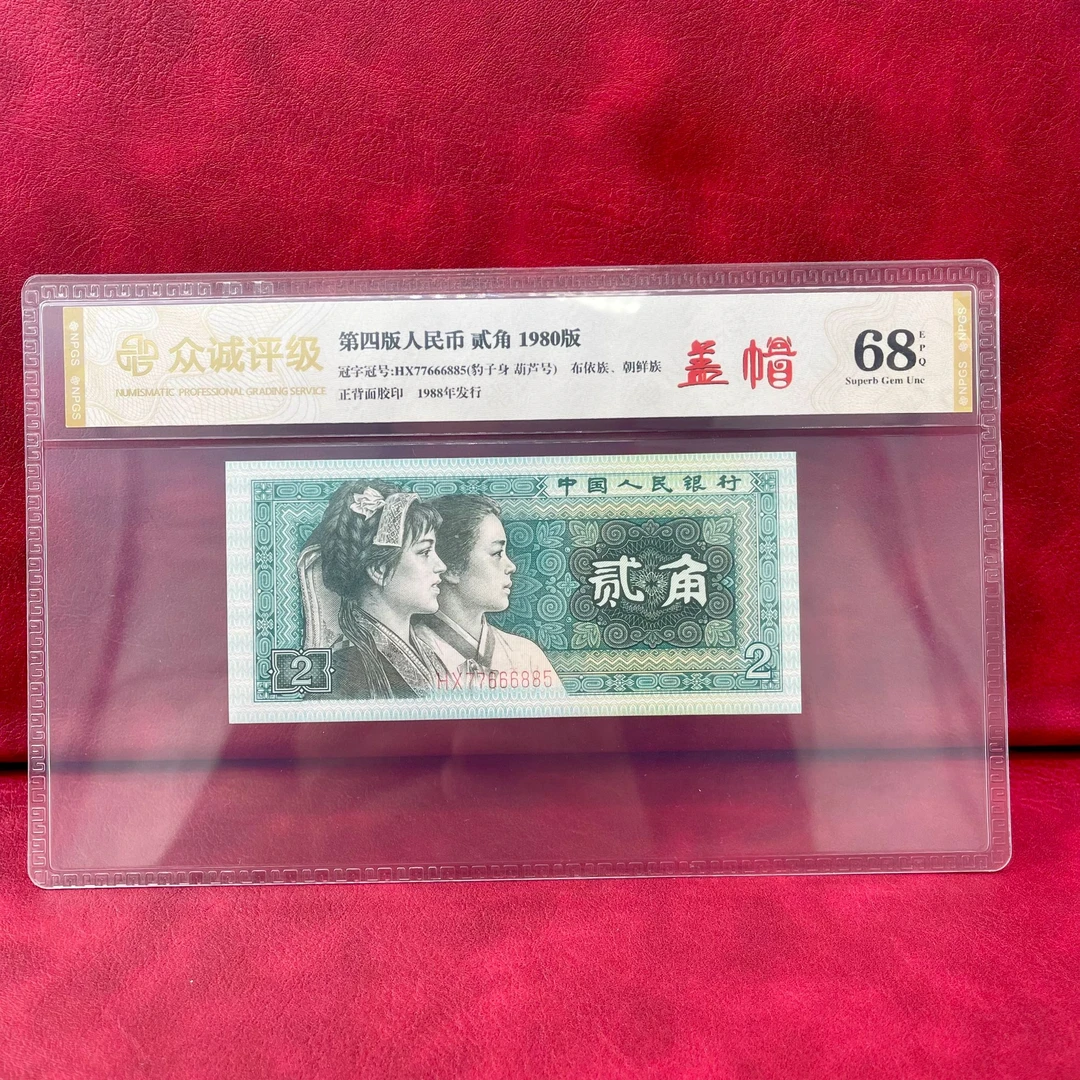 众诚评级
NUMISMATIC PROFESSIONAL GRADING SERVICE
NPGS
NPGS
第四版人民币 贰角 1980版
冠字冠号:HX77666885(豹子身 葫芦号) 布依族、朝鲜族
正背面胶印 1988年发行
盖帽
68 EPQ
Superb Gem Unc
NPGS
NPGS
中国人民银行
贰角
2
HX77666885
2